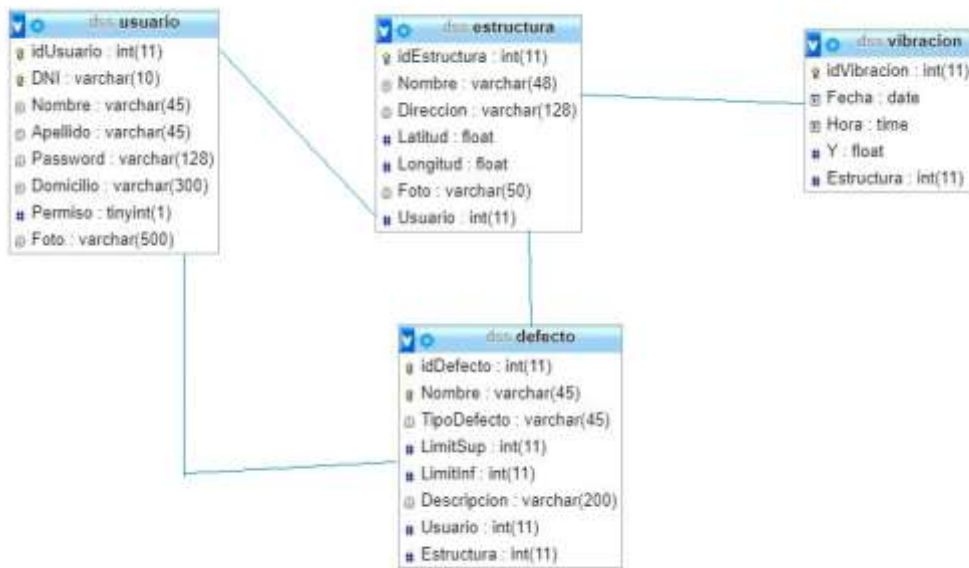 dss usuario
idUsuario : int(11)
DNI : varchar(10)
Nombre : varchar(45)
Apellido : varchar(45)
Password : varchar(128)
Domicilio : varchar(300)
Permiso : tinyint(1)
Foto : varchar(500)
dss estructura
idEstructura : int(11)
Nombre : varchar(48)
Direccion : varchar(128)
Latitud : float
Longitud : float
Foto : varchar(50)
Usuario : int(11)
dss vibracion
idVibracion : int(11)
Fecha : date
Hora : time
Y : float
Estructura : int(11)
dss defecto
idDefecto : int(11)
Nombre : varchar(45)
TipoDefecto : varchar(45)
LimitSup : int(11)
LimitInf : int(11)
Descripcion : varchar(200)
Usuario : int(11)
Estructura : int(11)